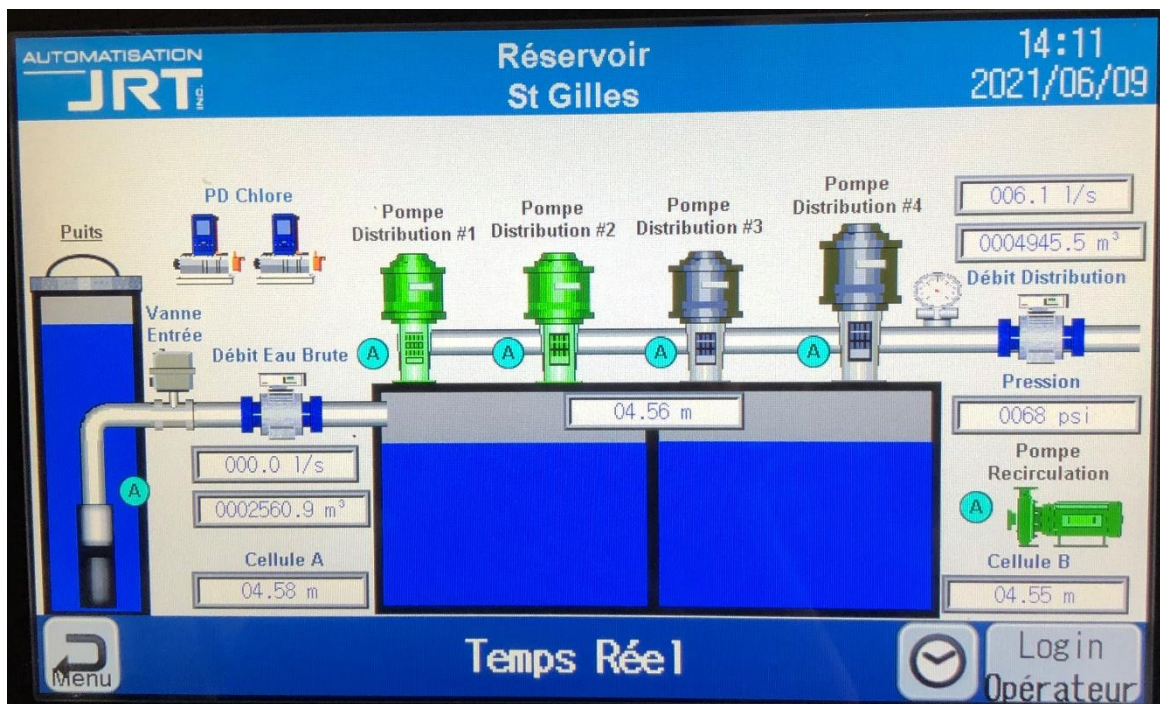 AUTOMATISATION
JRT INC.
Réservoir
St Gilles
14:11
2021/06/09
PD Chlore
Puits
Pompe
Distribution #1
Pompe
Distribution #2
Pompe
Distribution #3
Pompe
Distribution #4
006.1 l/s
0004945.5 m³
Débit Distribution
Vanne
Entrée
Débit Eau Brute
A
A
A
A
04.56 m
Pression
0068 psi
000.0 l/s
0002560.9 m³
A
Pompe
Recirculation
A
Cellule A
04.58 m
Cellule B
04.55 m
Menu
Temps Réel
Login
Opérateur